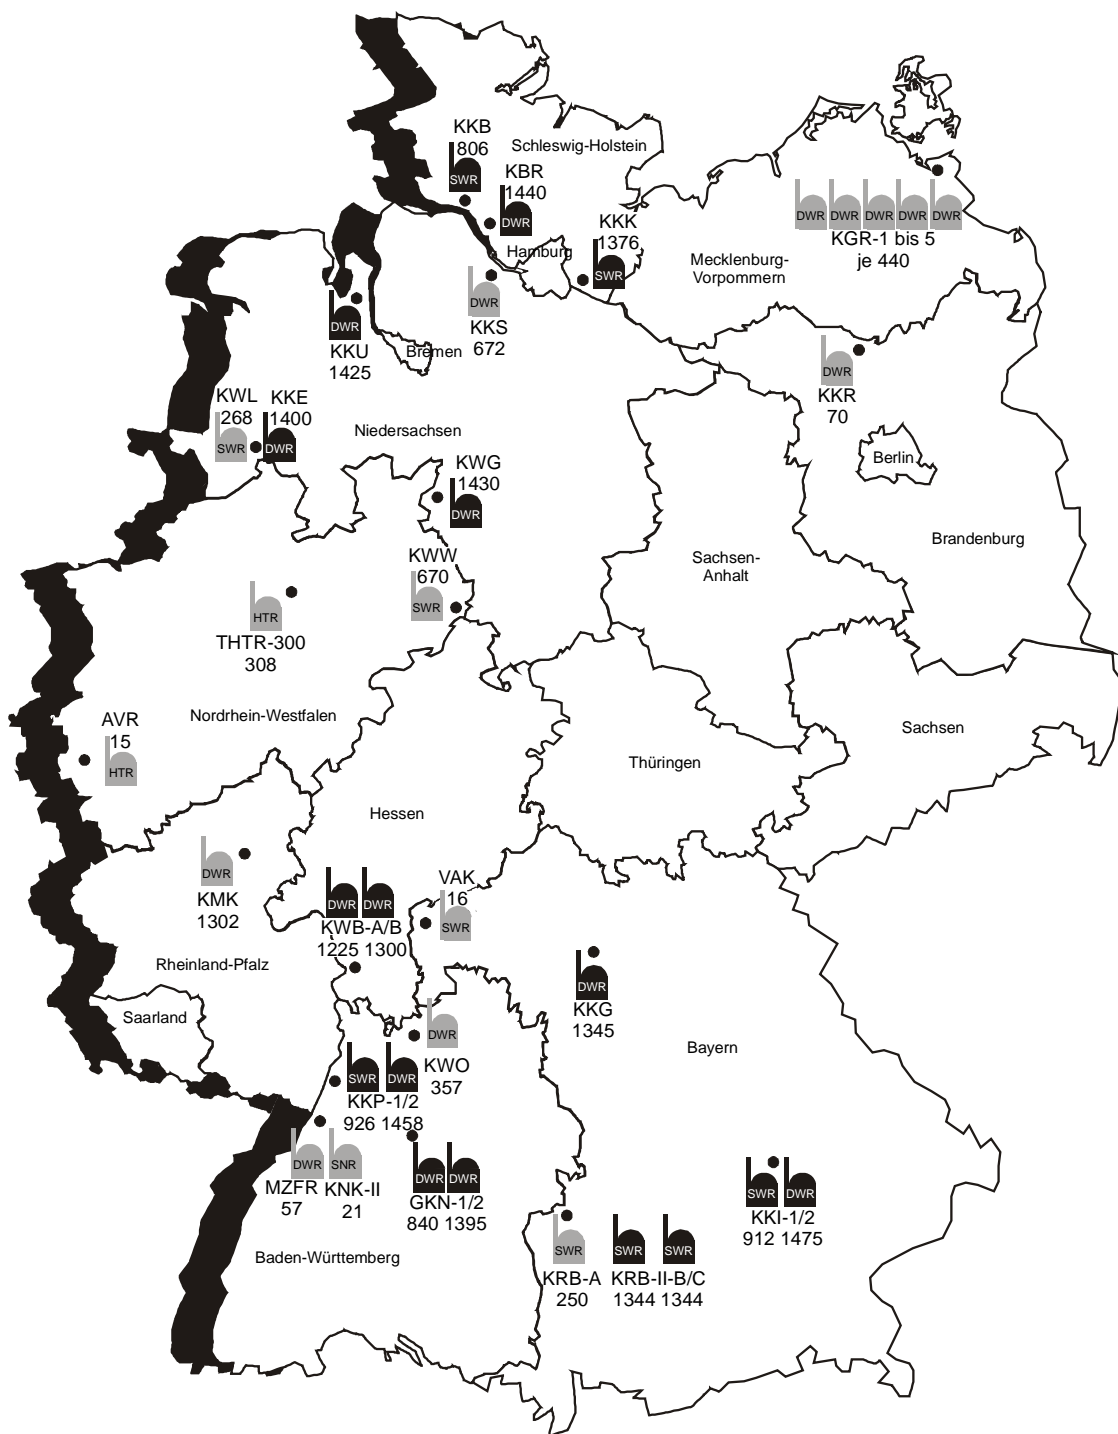 KKB
806
SWR
Schleswig-Holstein
KBR
1440
DWR
KKK
1376
SWR
Hamburg
DWR DWR DWR DWR DWR
KGR-1 bis 5
je 440
Mecklenburg-
Vorpommern
DWR
KKU
1425
DWR
KKS
672
Bremen
DWR
KKR
70
KWL
268
SWR
KKE
1400
DWR
Niedersachsen
Berlin
KWG
1430
DWR
Brandenburg
Sachsen-
Anhalt
KWW
670
SWR
HTR
THTR-300
308
Nordrhein-Westfalen
AVR
15
HTR
Sachsen
Thüringen
Hessen
DWR
KMK
1302
DWR DWR
KWB-A/B
1225 1300
VAK
16
SWR
Rheinland-Pfalz
DWR
KKG
1345
Saarland
DWR
KWO
357
Bayern
SWR DWR
KKP-1/2
926 1458
DWR SNR
MZFR KNK-II
57 21
DWR DWR
GKN-1/2
840 1395
SWR DWR
KKI-1/2
912 1475
Baden-Württemberg
SWR
KRB-A
250
SWR SWR
KRB-II-B/C
1344 1344